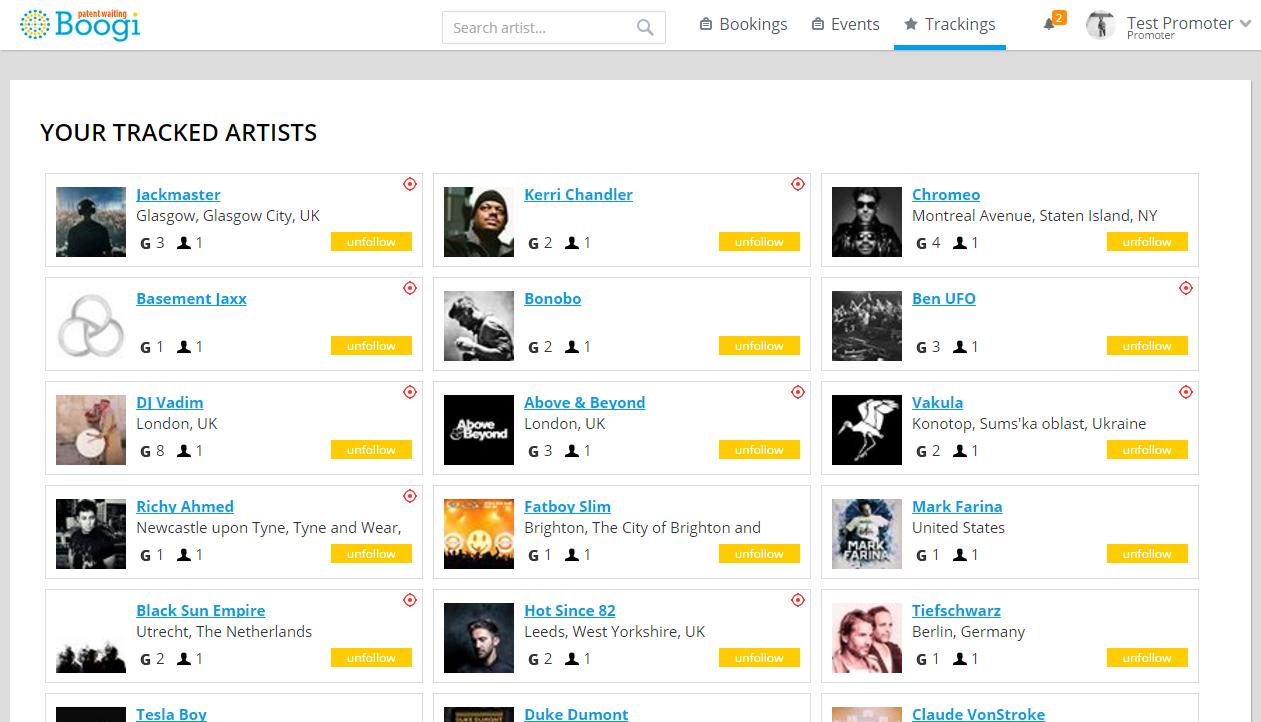 patent waiting
Boogi
Search artist...
Bookings
Events
Trackings
2
Test Promoter
Promoter
YOUR TRACKED ARTISTS
Jackmaster
Glasgow, Glasgow City, UK
G 3 1
unfollow
Kerri Chandler
G 2 1
unfollow
Chromeo
Montreal Avenue, Staten Island, NY
G 4 1
unfollow
Basement Jaxx
G 1 1
unfollow
Bonobo
G 2 1
unfollow
Ben UFO
G 3 1
unfollow
DJ Vadim
London, UK
G 8 1
unfollow
Above
&Beyond
Above & Beyond
London, UK
G 3 1
unfollow
Vakula
Konotop, Sums'ka oblast, Ukraine
G 2 1
unfollow
Richy Ahmed
Newcastle upon Tyne, Tyne and Wear,
G 1 1
unfollow
Fatboy Slim
Brighton, The City of Brighton and
G 1 1
unfollow
MARK
FARINA
Mark Farina
United States
G 1 1
unfollow
Black Sun Empire
Utrecht, The Netherlands
G 2 1
unfollow
Hot Since 82
Leeds, West Yorkshire, UK
G 2 1
unfollow
Tiefschwarz
Berlin, Germany
G 1 1
unfollow
Tesla Boy
DUKE DUMONT
Duke Dumont
Claude VonStroke